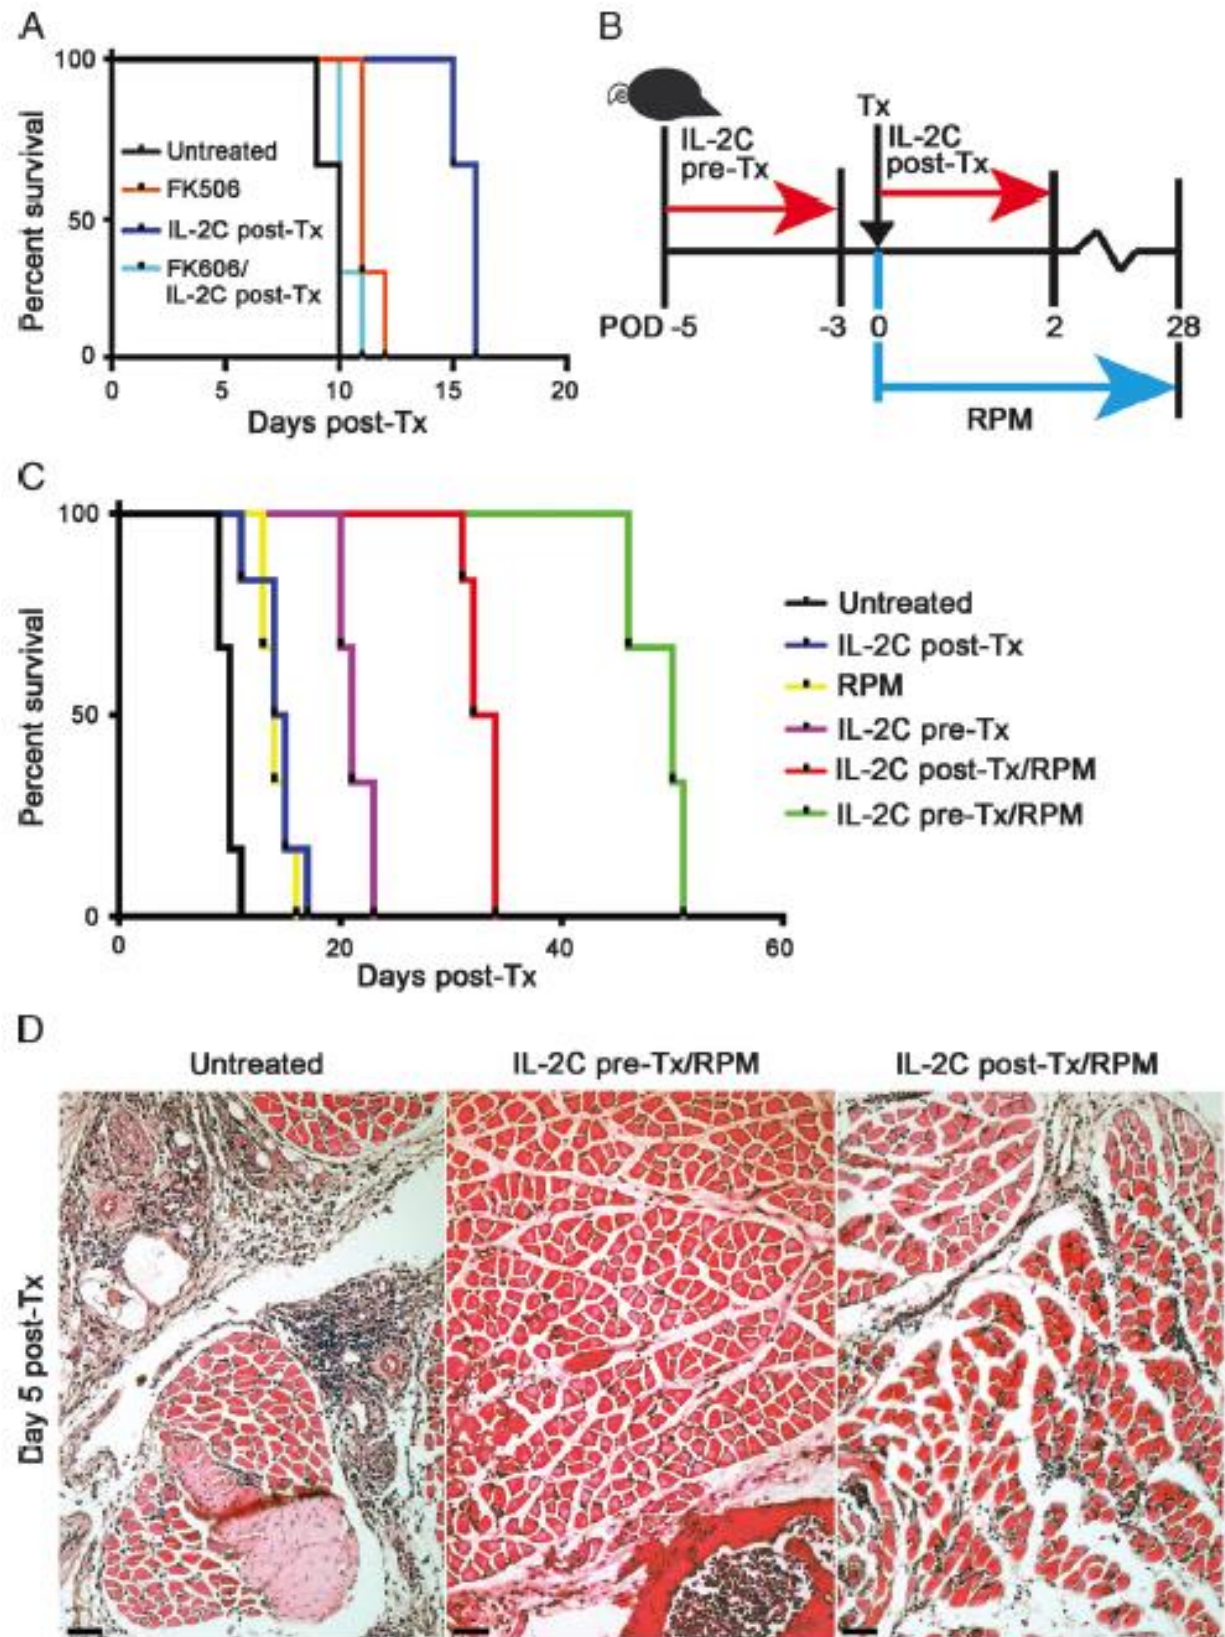 A
100
50
0
Percent survival
Untreated
FK506
IL-2C post-Tx
FK606/
IL-2C post-Tx
0 5 10 15 20
Days post-Tx
B
Tx
IL-2C
pre-Tx
IL-2C
post-Tx
POD -5 -3 0 2 28
RPM
C
100
50
0
Percent survival
0 20 40 60
Days post-Tx
Untreated
IL-2C post-Tx
RPM
IL-2C pre-Tx
IL-2C post-Tx/RPM
IL-2C pre-Tx/RPM
D
Untreated IL-2C pre-Tx/RPM IL-2C post-Tx/RPM
Day 5 post-Tx